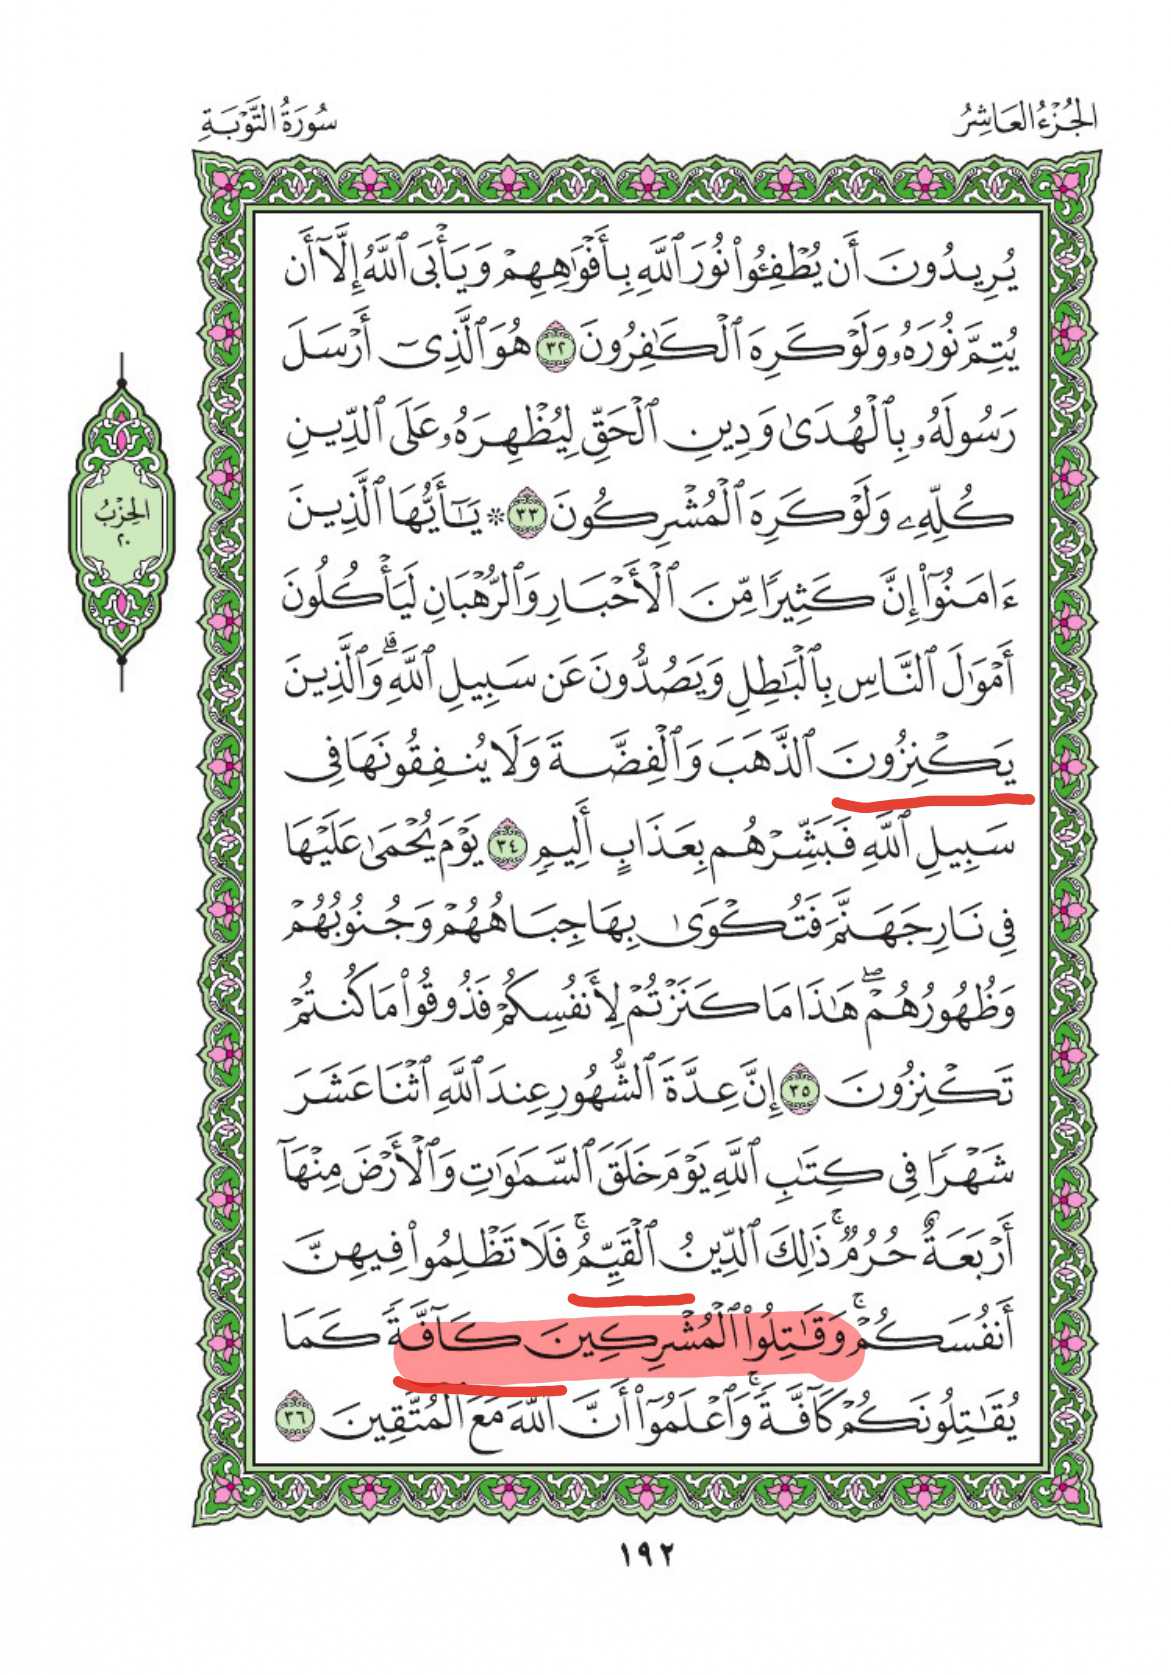 الجُزْءُ العَاشِرُ
سُورَةُ التَّوْبَةِ
يُرِيدُونَ أَن يُطْفِـُٔوا۟ نُورَ ٱللَّهِ بِأَفْوَٰهِهِمْ وَيَأْبَى ٱللَّهُ إِلَّآ أَن
يُتِمَّ نُورَهُۥ وَلَوْ كَرِهَ ٱلْكَٰفِرُونَ ٣٢ هُوَ ٱلَّذِىٓ أَرْسَلَ
رَسُولَهُۥ بِٱلْهُدَىٰ وَدِينِ ٱلْحَقِّ لِيُظْهِرَهُۥ عَلَى ٱلدِّينِ
كُلِّهِۦ وَلَوْ كَرِهَ ٱلْمُشْرِكُونَ ٣٣ * يَٰٓأَيُّهَا ٱلَّذِينَ
ءَامَنُوٓا۟ إِنَّ كَثِيرًا مِّنَ ٱلْأَحْبَارِ وَٱلرُّهْبَانِ لَيَأْكُلُونَ
أَمْوَٰلَ ٱلنَّاسِ بِٱلْبَٰطِلِ وَيَصُدُّونَ عَن سَبِيلِ ٱللَّهِ ۗ وَٱلَّذِينَ
يَكْنِزُونَ ٱلذَّهَبَ وَٱلْفِضَّةَ وَلَا يُنفِقُونَهَا فِى
سَبِيلِ ٱللَّهِ فَبَشِّرْهُم بِعَذَابٍ أَلِيمٍ ٣٤ يَوْمَ يُحْمَىٰ عَلَيْهَا
فِى نَارِ جَهَنَّمَ فَتُكْوَىٰ بِهَا جِبَاهُهُمْ وَجُنُوبُهُمْ
وَظُهُورُهُمْ ۖ هَٰذَا مَا كَنَزْتُمْ لِأَنفُسِكُمْ فَذُوقُوا۟ مَا كُنتُمْ
تَكْنِزُونَ ٣٥ إِنَّ عِدَّةَ ٱلشُّهُورِ عِندَ ٱللَّهِ ٱثْنَا عَشَرَ
شَهْرًا فِى كِتَٰبِ ٱللَّهِ يَوْمَ خَلَقَ ٱلسَّمَٰوَٰتِ وَٱلْأَرْضَ مِنْهَآ
أَرْبَعَةٌ حُرُمٌ ۚ ذَٰلِكَ ٱلدِّينُ ٱلْقَيِّمُ ۚ فَلَا تَظْلِمُوا۟ فِيهِنَّ
أَنفُسَكُمْ ۚ وَقَٰتِلُوا۟ ٱلْمُشْرِكِينَ كَآفَّةً كَمَا
يُقَٰتِلُونَكُمْ كَآفَّةً ۚ وَٱعْلَمُوٓا۟ أَنَّ ٱللَّهَ مَعَ ٱلْمُتَّقِينَ ٣٦
الحِزْبُ
٢٠
١٩٢